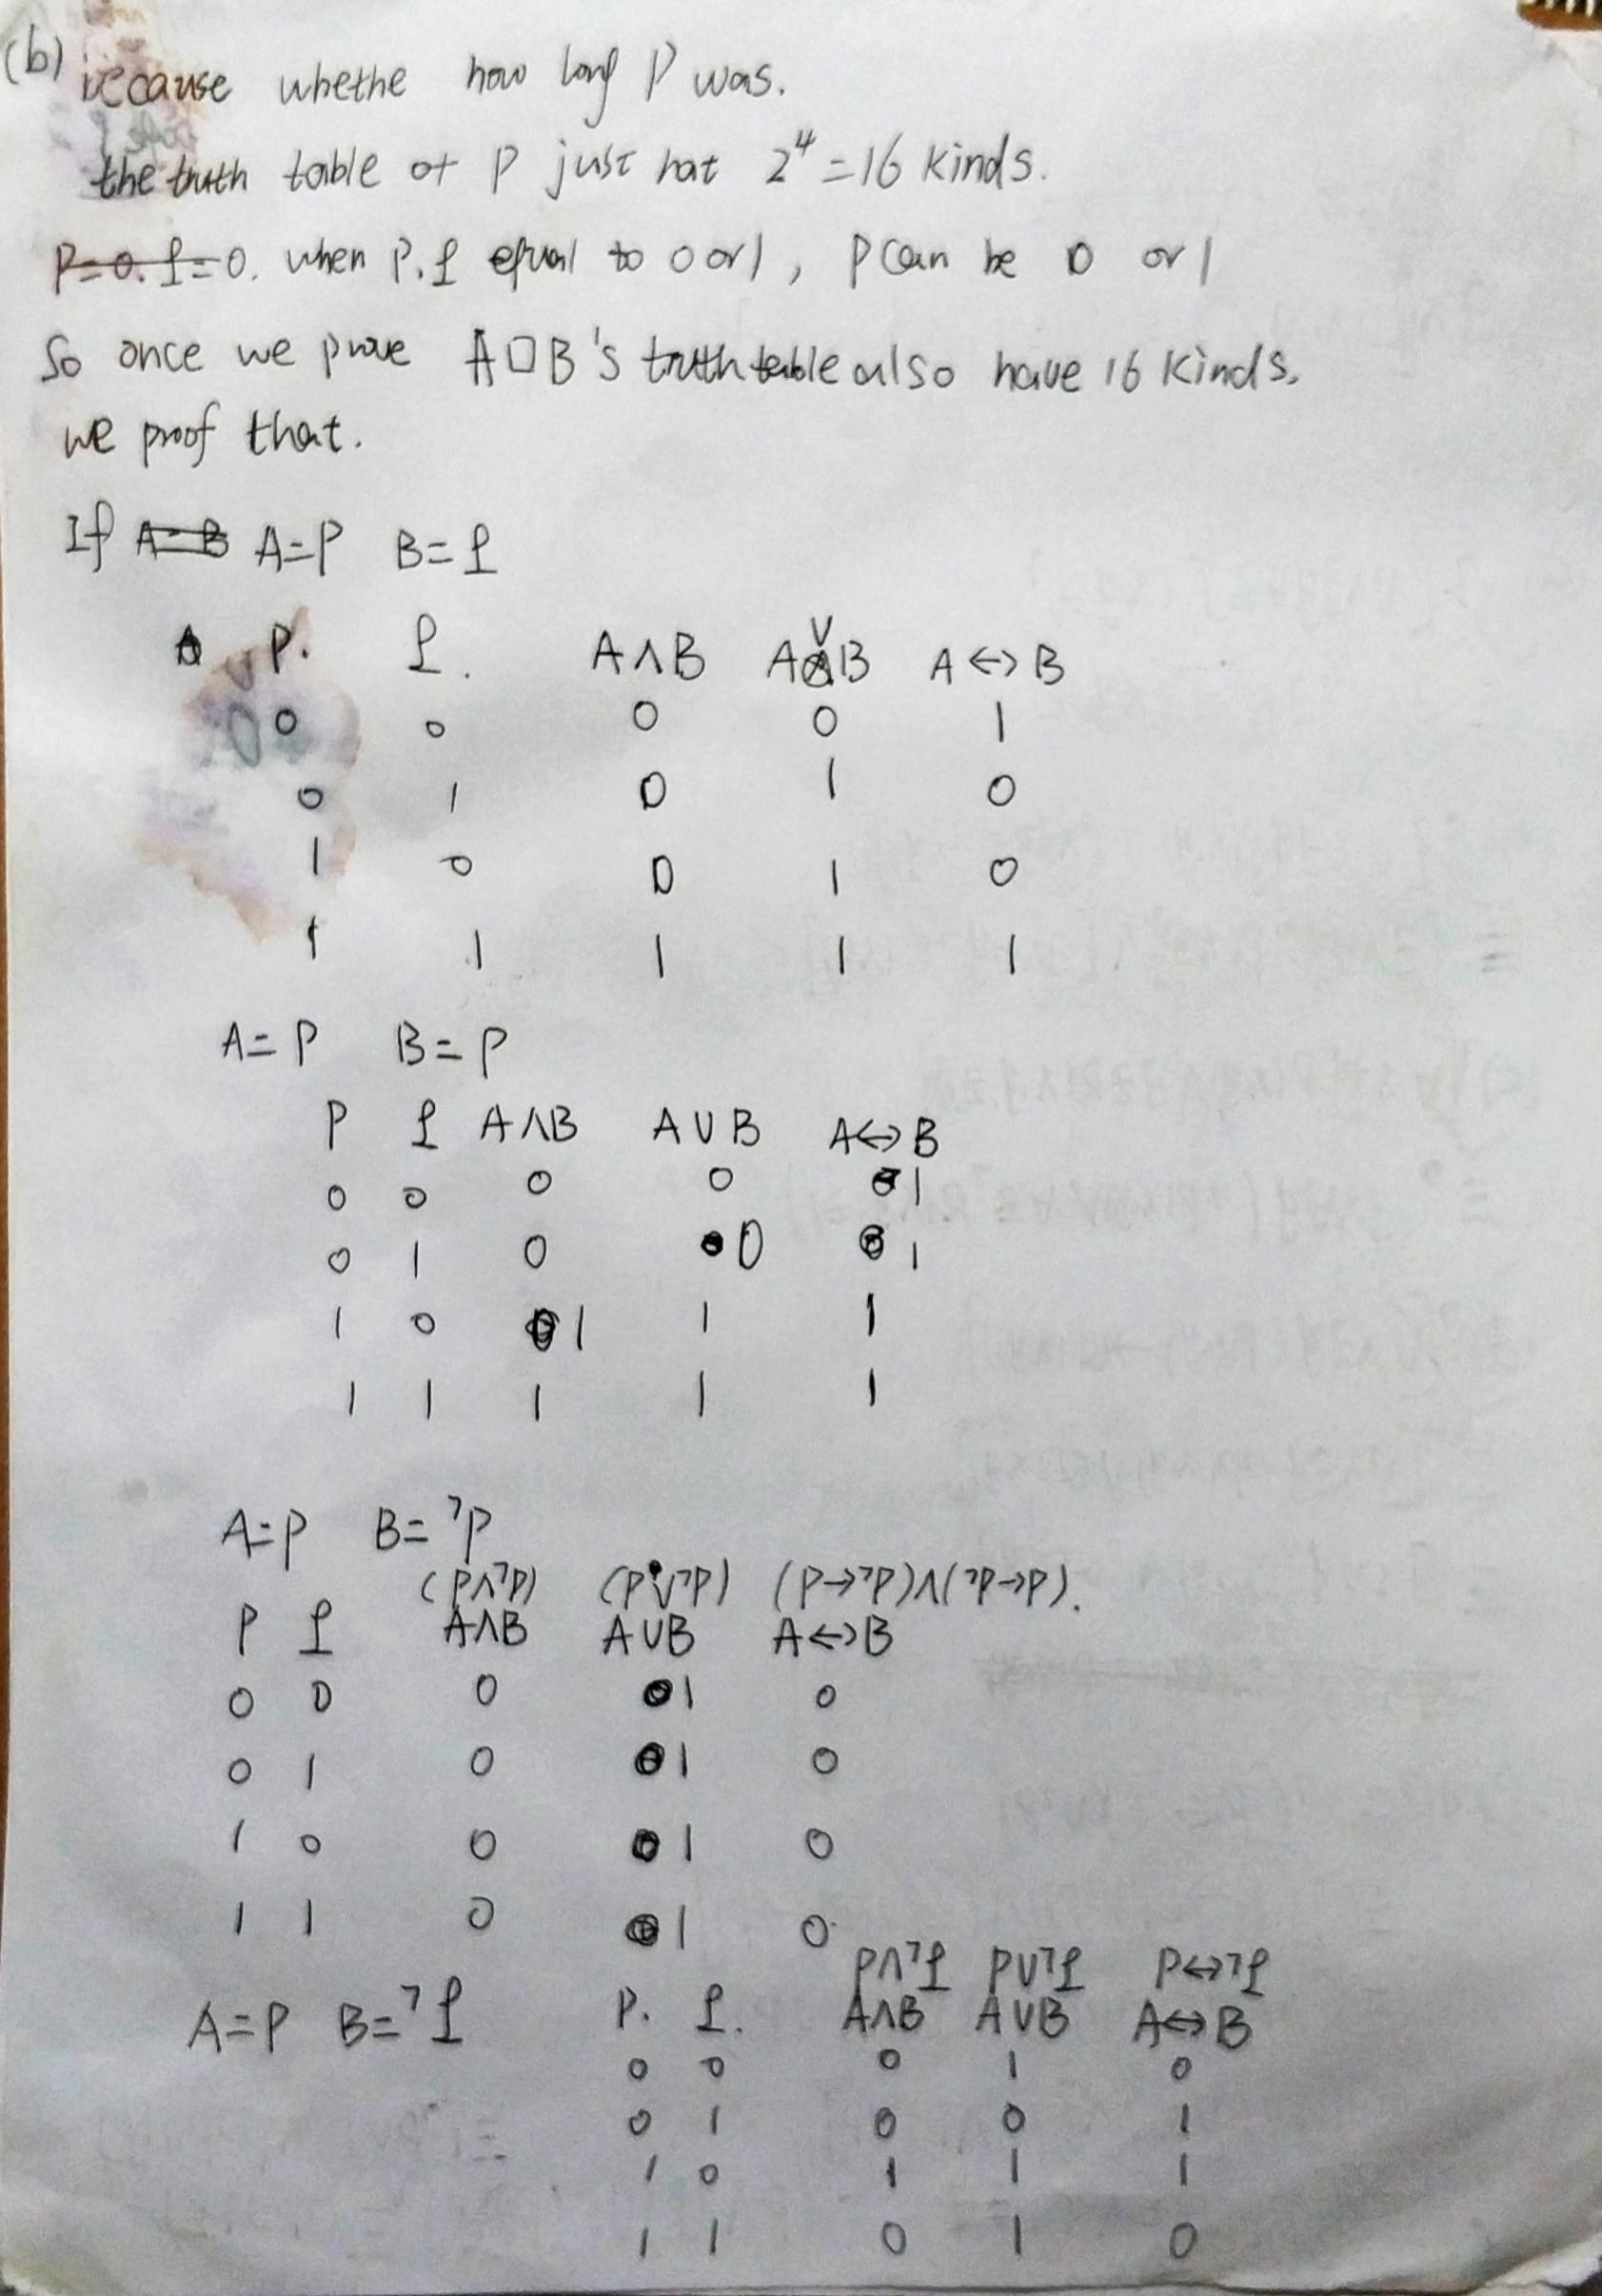 (b) because whethe how long P was.
the truth table of P just hat 2⁴=16 kinds.
P=0. q=0. when P.q equal to 0 or 1, P can be 0 or 1
So once we prove A□B's truth table also have 16 kinds.
we proof that.
If A=B A=P B=q
P. q. A∧B A∨B A↔B
0 0 0 0 1
0 1 0 1 0
1 0 0 1 0
1 1 1 1 1
A=P B=P
P q A∧B A∪B A↔B
0 0 0 0 1
0 1 0 0 1
1 0 1 1 1
1 1 1 1 1
A=P B=¬P
(P∧¬P) (P∨¬P) (P→¬P)∧(¬P→P).
P q A∧B A∪B A↔B
0 0 0 1 0
0 1 0 1 0
1 0 0 1 0
1 1 0 1 0
P∧¬q P∪¬q P↔¬q
A=P B=¬q P. q. A∧B A∪B A↔B
0 0 0 1 0
0 1 0 0 1
1 0 1 1 1
1 1 0 1 0